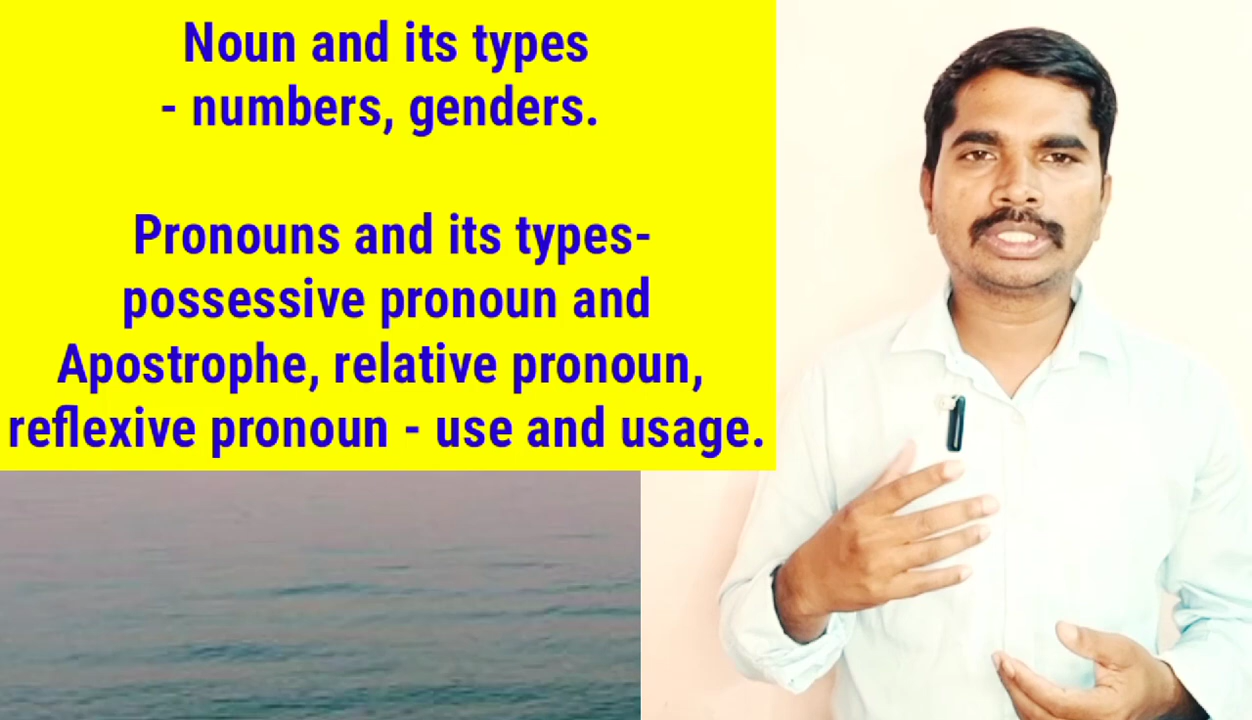 Noun and its types
- numbers, genders.
Pronouns and its types-
possessive pronoun and
Apostrophe, relative pronoun,
reflexive pronoun - use and usage.